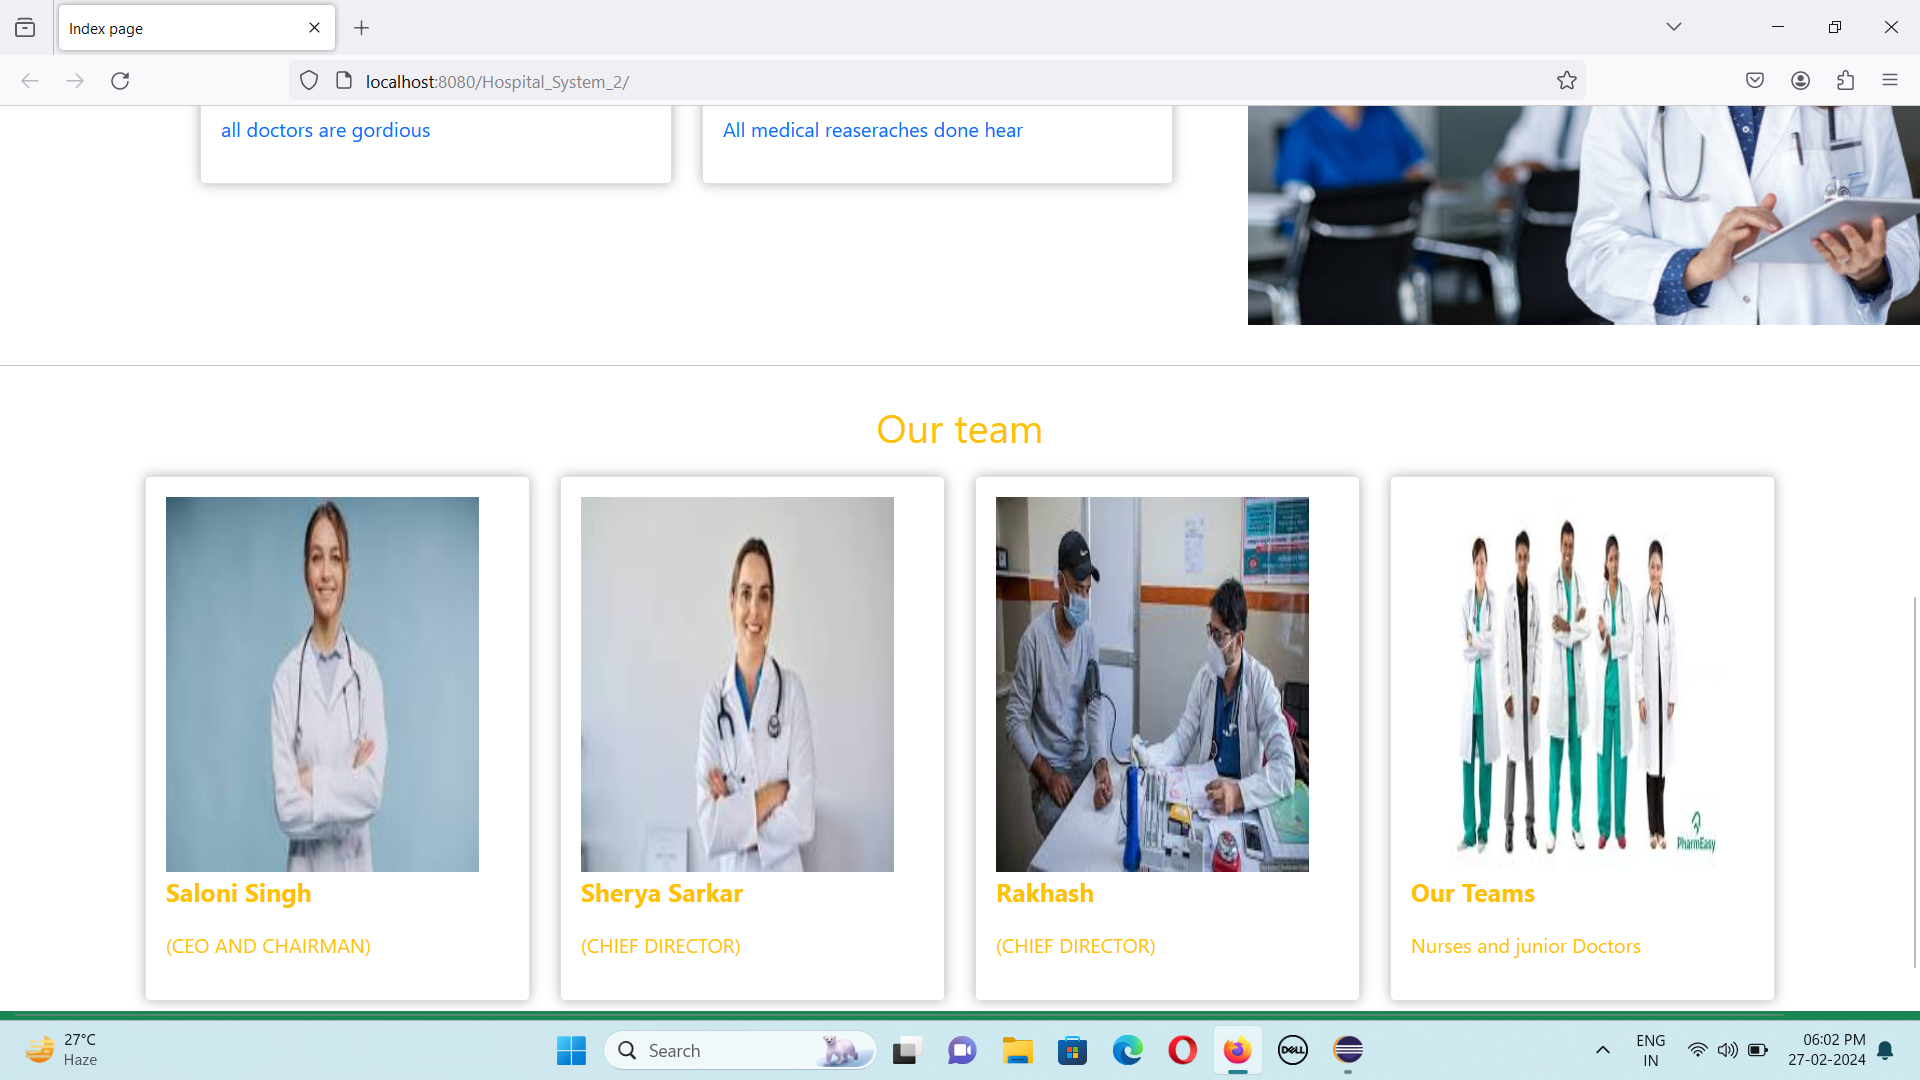 Index page
localhost:8080/Hospital_System_2/
all doctors are gordious
All medical reaseraches done hear
Our team
PharmEasy
Saloni Singh
Sherya Sarkar
Rakhash
Our Teams
(CEO AND CHAIRMAN)
(CHIEF DIRECTOR)
(CHIEF DIRECTOR)
Nurses and junior Doctors
27°C
Haze
Search
DELL
ENG
IN
06:02 PM
27-02-2024